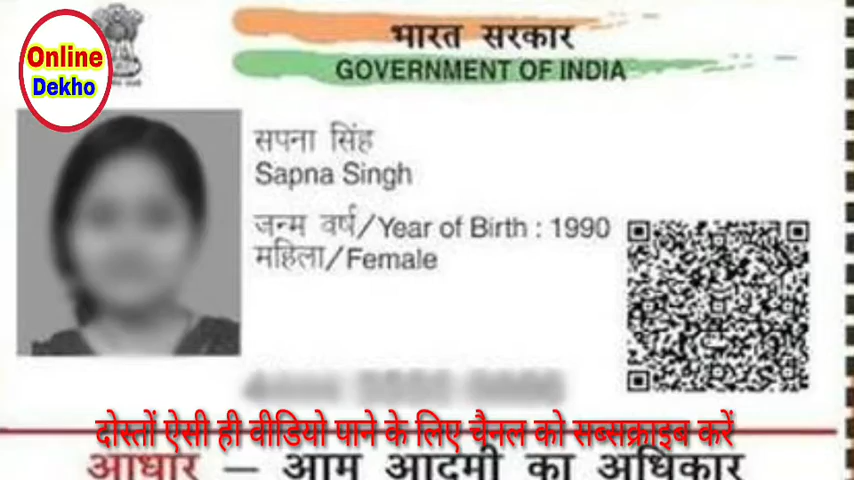 Online
Dekho
भारत सरकार
GOVERNMENT OF INDIA
सपना सिंह
Sapna Singh
जन्म वर्ष/Year of Birth : 1990
महिला/Female
दोस्तों ऐसी ही वीडियो पाने के लिए चैनल को सब्सक्राइब करें
आधार — आम आदमी का अधिकार